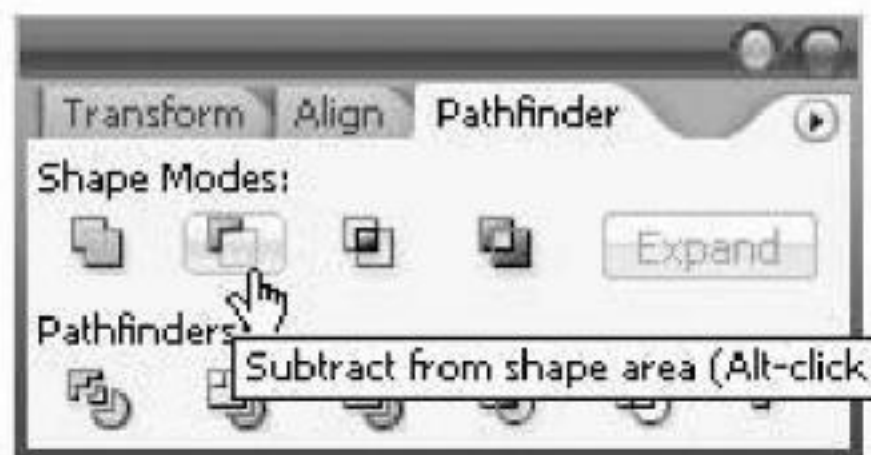 Transform Align Pathfinder
Shape Modes:
Expand
Pathfinders
Subtract from shape area (Alt-click